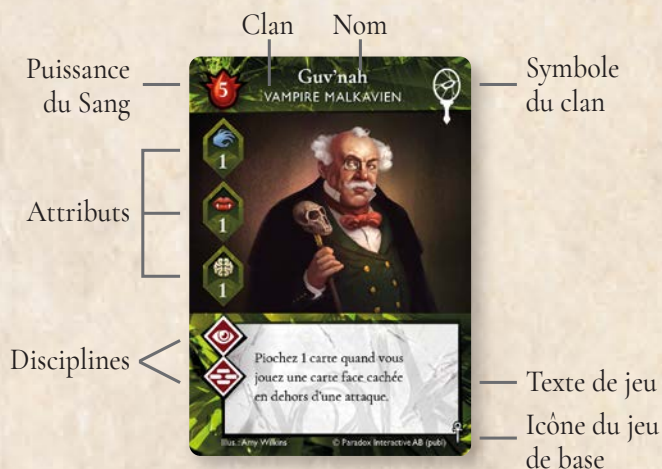 Clan
Nom
Puissance
du Sang
5
Guv'nah
VAMPIRE MALKAVIEN
Symbole
du clan
Attributs
1
1
1
Disciplines
Piochez 1 carte quand vous
jouez une carte face cachée
en dehors d'une attaque.
Illus. : Amy Wilkins
© Paradox Interactive AB (publ)
Texte de jeu
Icône du jeu
de base